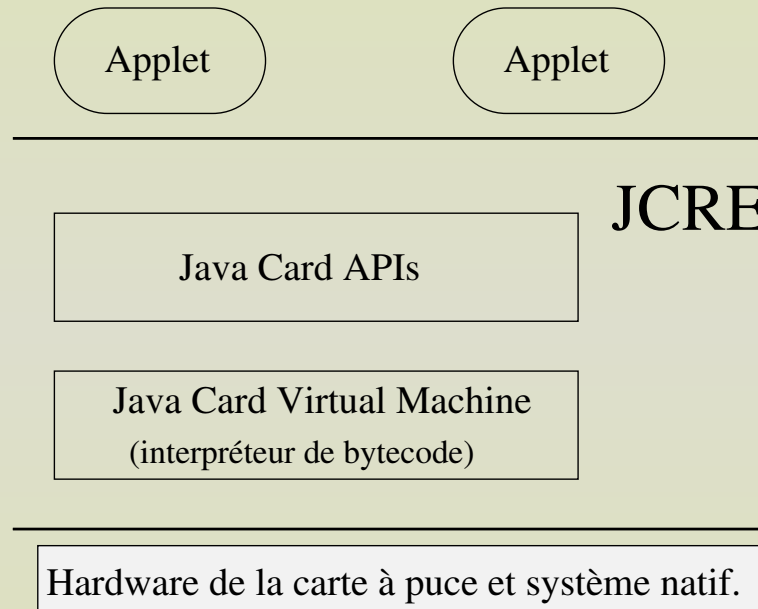 Applet
Applet
JCRE
Java Card APIs
Java Card Virtual Machine
(interpréteur de bytecode)
Hardware de la carte à puce et système natif.